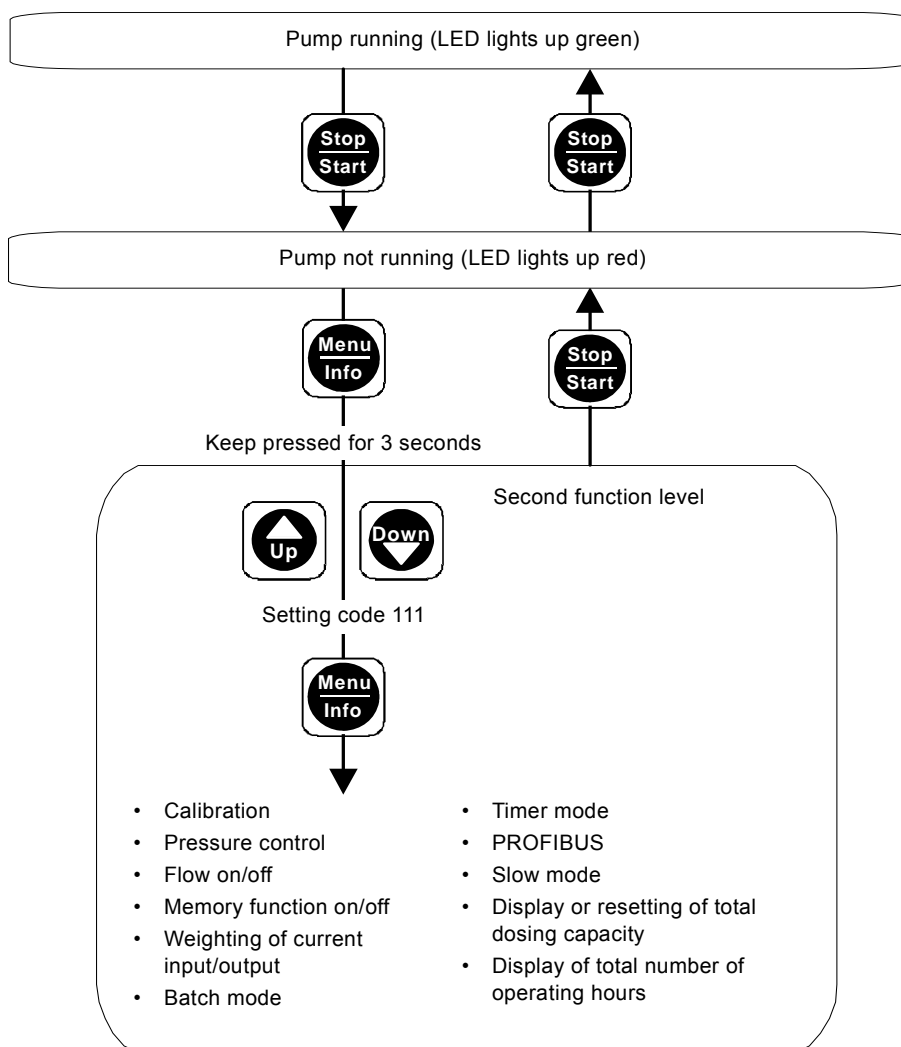 Pump running (LED lights up green)
Stop
Start
Stop
Start
Pump not running (LED lights up red)
Menu
Info
Stop
Start
Keep pressed for 3 seconds
Second function level
Up
Down
Setting code 111
Menu
Info
• Calibration
• Pressure control
• Flow on/off
• Memory function on/off
• Weighting of current
input/output
• Batch mode
• Timer mode
• PROFIBUS
• Slow mode
• Display or resetting of total
dosing capacity
• Display of total number of
operating hours